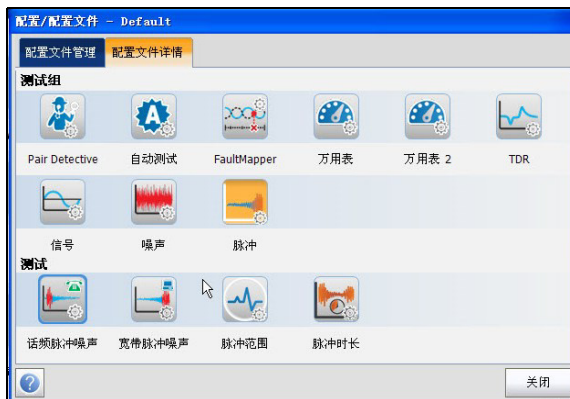 配置/配置文件 - Default
配置文件管理 配置文件详情
测试组
Pair Detective 自动测试 FaultMapper 万用表 万用表 2 TDR
信号 噪声 脉冲
测试
话频脉冲噪声 宽带脉冲噪声 脉冲范围 脉冲时长
关闭